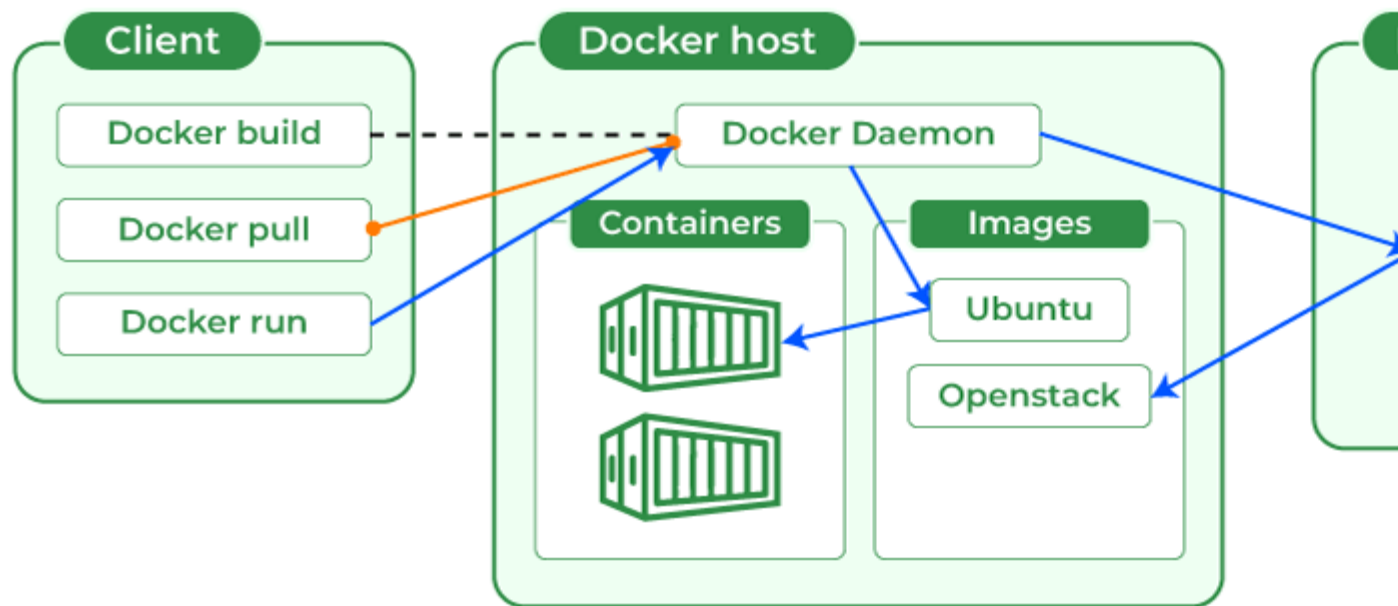 Client
Docker build
Docker pull
Docker run
Docker host
Docker Daemon
Containers
Images
Ubuntu
Openstack